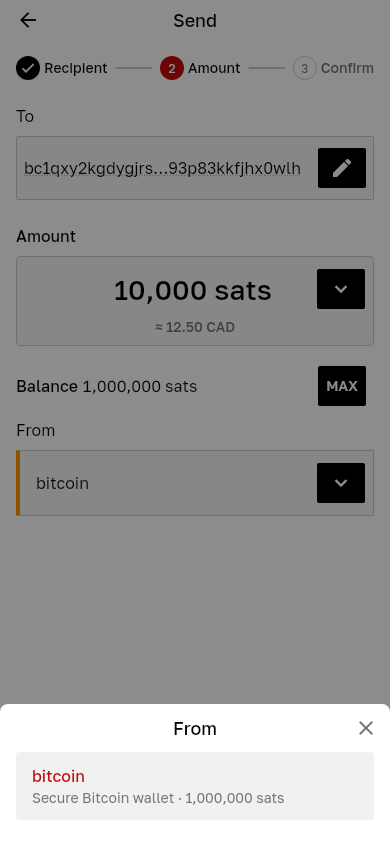 Send
Recipient
2
Amount
3
Confirm
To
bc1qxy2kgdygjrs...93p83kkfjhx0wlh
Amount
10,000 sats
≈ 12.50 CAD
Balance 1,000,000 sats
MAX
From
bitcoin
From
bitcoin
Secure Bitcoin wallet · 1,000,000 sats